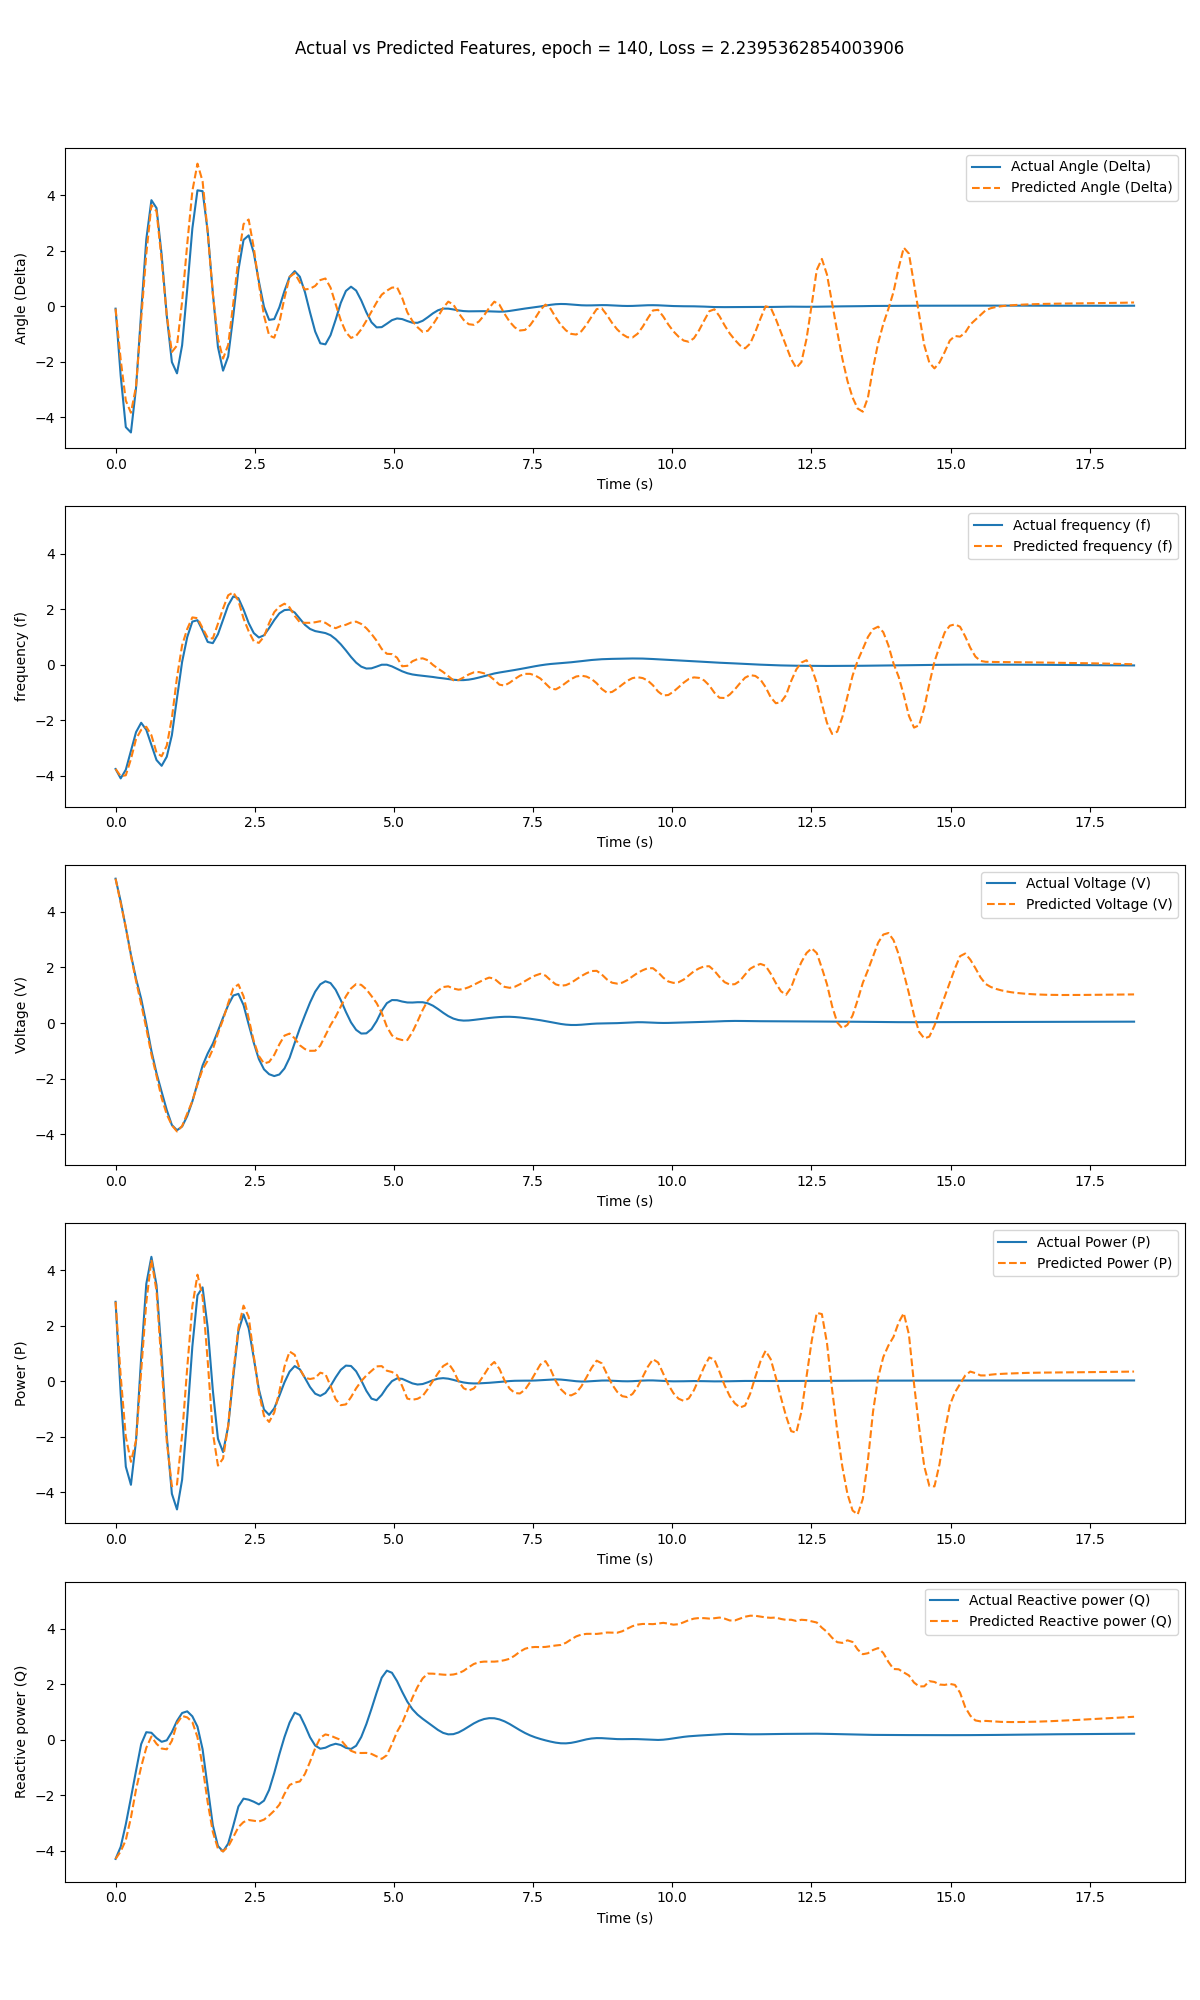 Actual vs Predicted Features, epoch = 140, Loss = 2.2395362854003906
Actual Angle (Delta)
Predicted Angle (Delta)
4
2
0
−2
−4
Angle (Delta)
0.0 2.5 5.0 7.5 10.0 12.5 15.0 17.5
Time (s)
Actual frequency (f)
Predicted frequency (f)
4
2
0
−2
−4
frequency (f)
0.0 2.5 5.0 7.5 10.0 12.5 15.0 17.5
Time (s)
Actual Voltage (V)
Predicted Voltage (V)
4
2
0
−2
−4
Voltage (V)
0.0 2.5 5.0 7.5 10.0 12.5 15.0 17.5
Time (s)
Actual Power (P)
Predicted Power (P)
4
2
0
−2
−4
Power (P)
0.0 2.5 5.0 7.5 10.0 12.5 15.0 17.5
Time (s)
Actual Reactive power (Q)
Predicted Reactive power (Q)
4
2
0
−2
−4
Reactive power (Q)
0.0 2.5 5.0 7.5 10.0 12.5 15.0 17.5
Time (s)